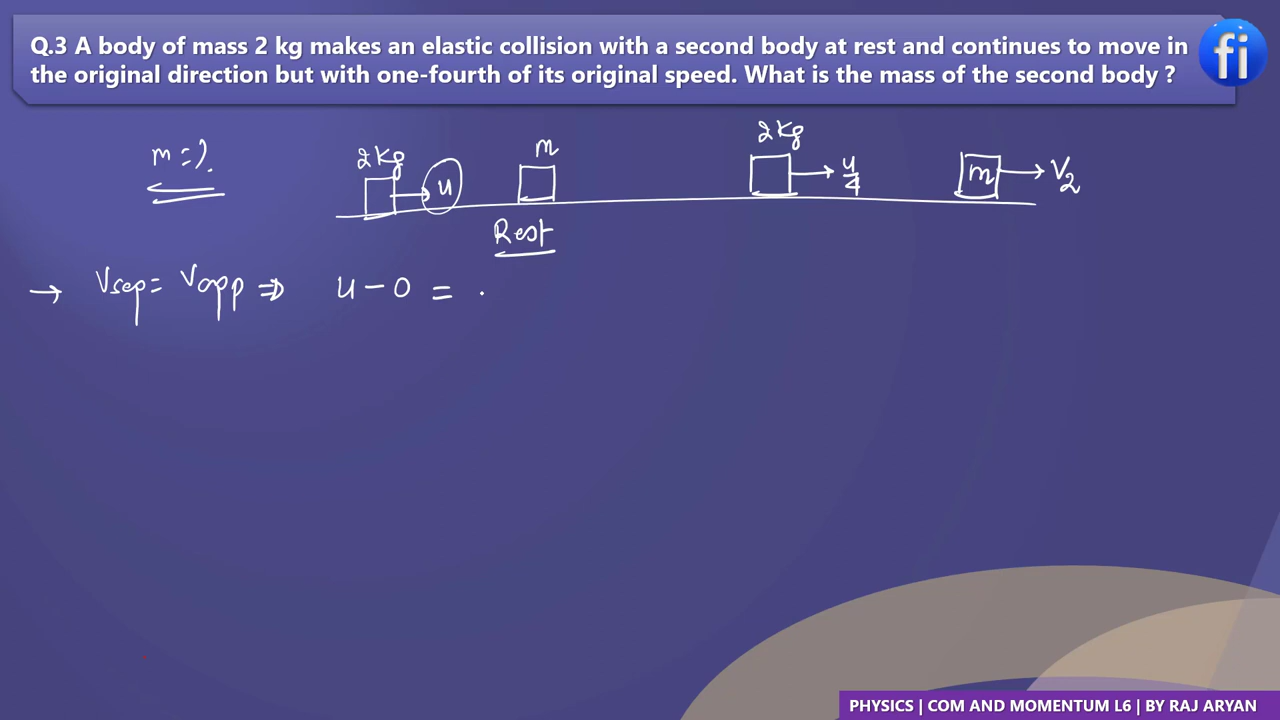 Q.3 A body of mass 2 kg makes an elastic collision with a second body at rest and continues to move in
the original direction but with one-fourth of its original speed. What is the mass of the second body ?
fi
m = ?
2kg
u
m
Rest
2kg
u/4
m
V2
→ Vsep = Vapp ⇒ u - 0 =
PHYSICS | COM AND MOMENTUM L6 | BY RAJ ARYAN